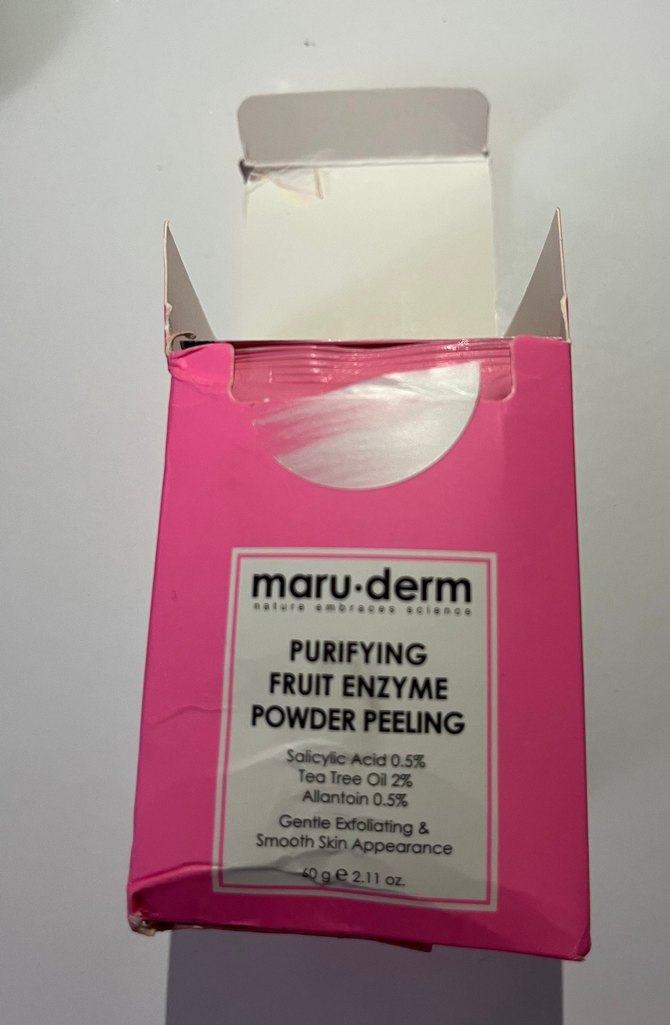 maru·derm
nature embraces science
PURIFYING
FRUIT ENZYME
POWDER PEELING
Salicylic Acid 0.5%
Tea Tree Oil 2%
Allantoin 0.5%
Gentle Exfoliating &
Smooth Skin Appearance
60 g e 2.11 oz.